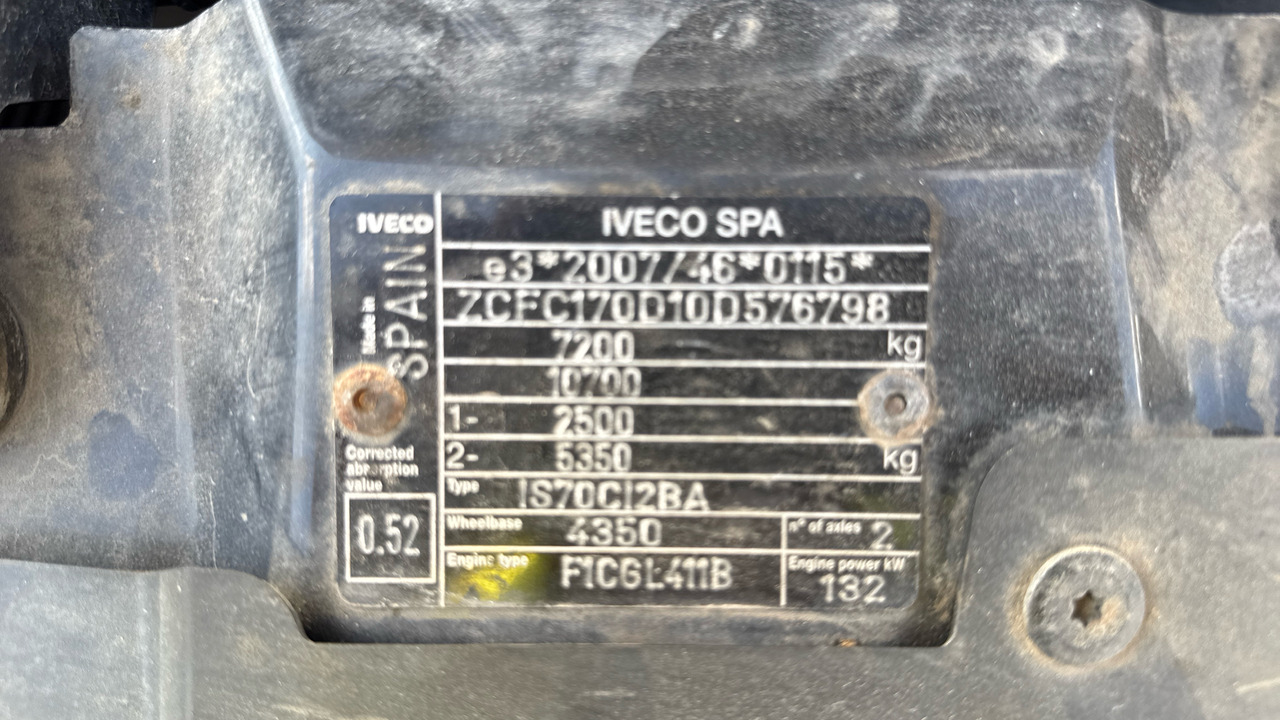 IVECO
IVECO SPA
Made in
SPAIN
e3*2007/46*0115*
ZCFC170D10D576798
7200 kg
10700
1- 2500
2- 5350 kg
Corrected
absorption
value
0.52
Type IS70CI2BA
Wheelbase 4350 n° of axles 2
Engine type F1CGL411B Engine power kW
132